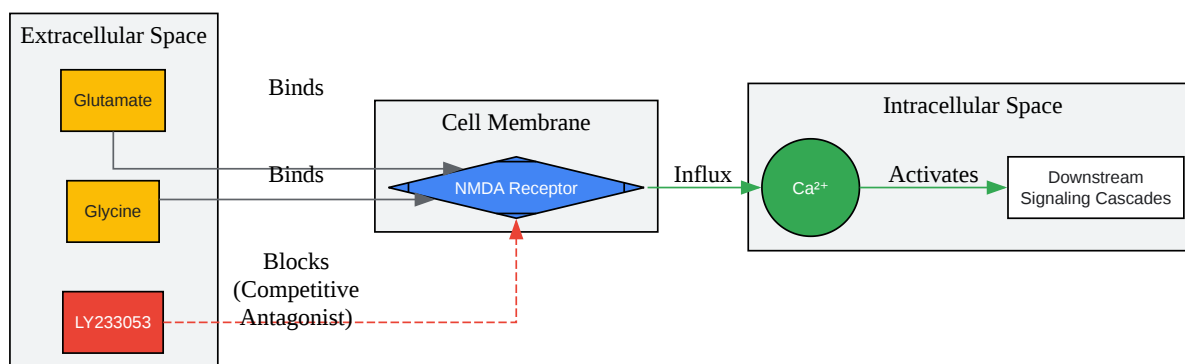 Extracellular Space
Glutamate
Glycine
LY233053
Binds
Binds
Blocks
(Competitive
Antagonist)
Cell Membrane
NMDA Receptor
Influx
Intracellular Space
Ca²⁺
Activates
Downstream
Signaling Cascades